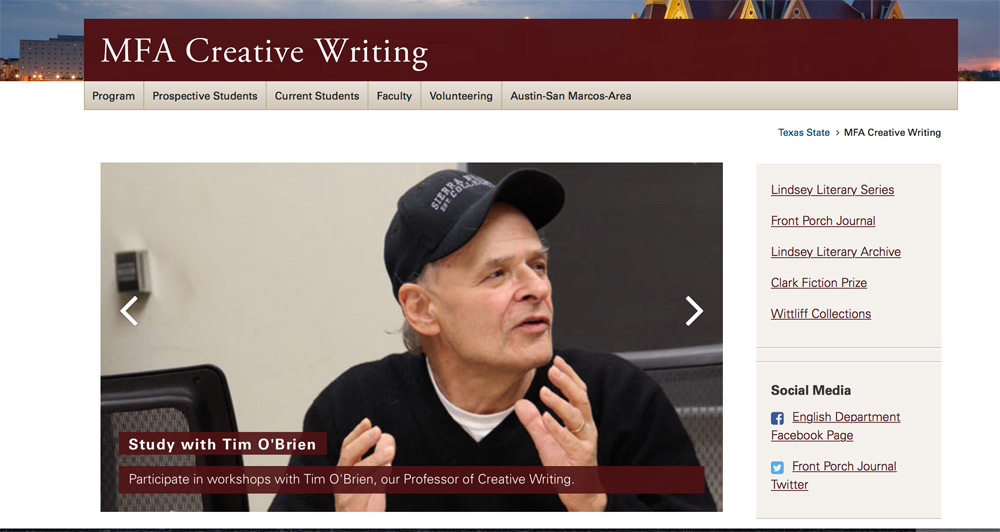 MFA Creative Writing
Program
Prospective Students
Current Students
Faculty
Volunteering
Austin-San Marcos-Area
Texas State > MFA Creative Writing
SIERRA
EST.
Study with Tim O'Brien
Participate in workshops with Tim O'Brien, our Professor of Creative Writing.
Lindsey Literary Series
Front Porch Journal
Lindsey Literary Archive
Clark Fiction Prize
Wittliff Collections
Social Media
English Department
Facebook Page
Front Porch Journal
Twitter